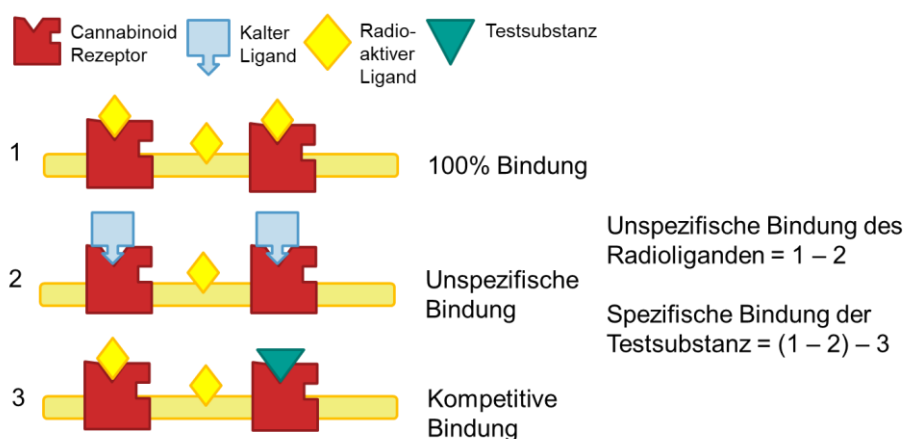 Cannabinoid
Rezeptor
Kalter
Ligand
Radio-
aktiver
Ligand
Testsubstanz
1
100% Bindung
2
Unspezifische
Bindung
Unspezifische Bindung des
Radioliganden = 1 – 2
Spezifische Bindung der
Testsubstanz = (1 – 2) – 3
3
Kompetitive
Bindung